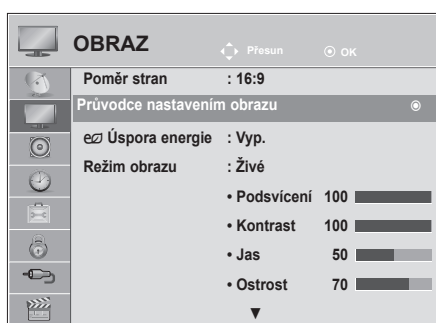 OBRAZ Přesun OK
Poměr stran : 16:9
Průvodce nastavením obrazu
Úspora energie : Vyp.
Režim obrazu : Živé
• Podsvícení 100
• Kontrast 100
• Jas 50
• Ostrost 70